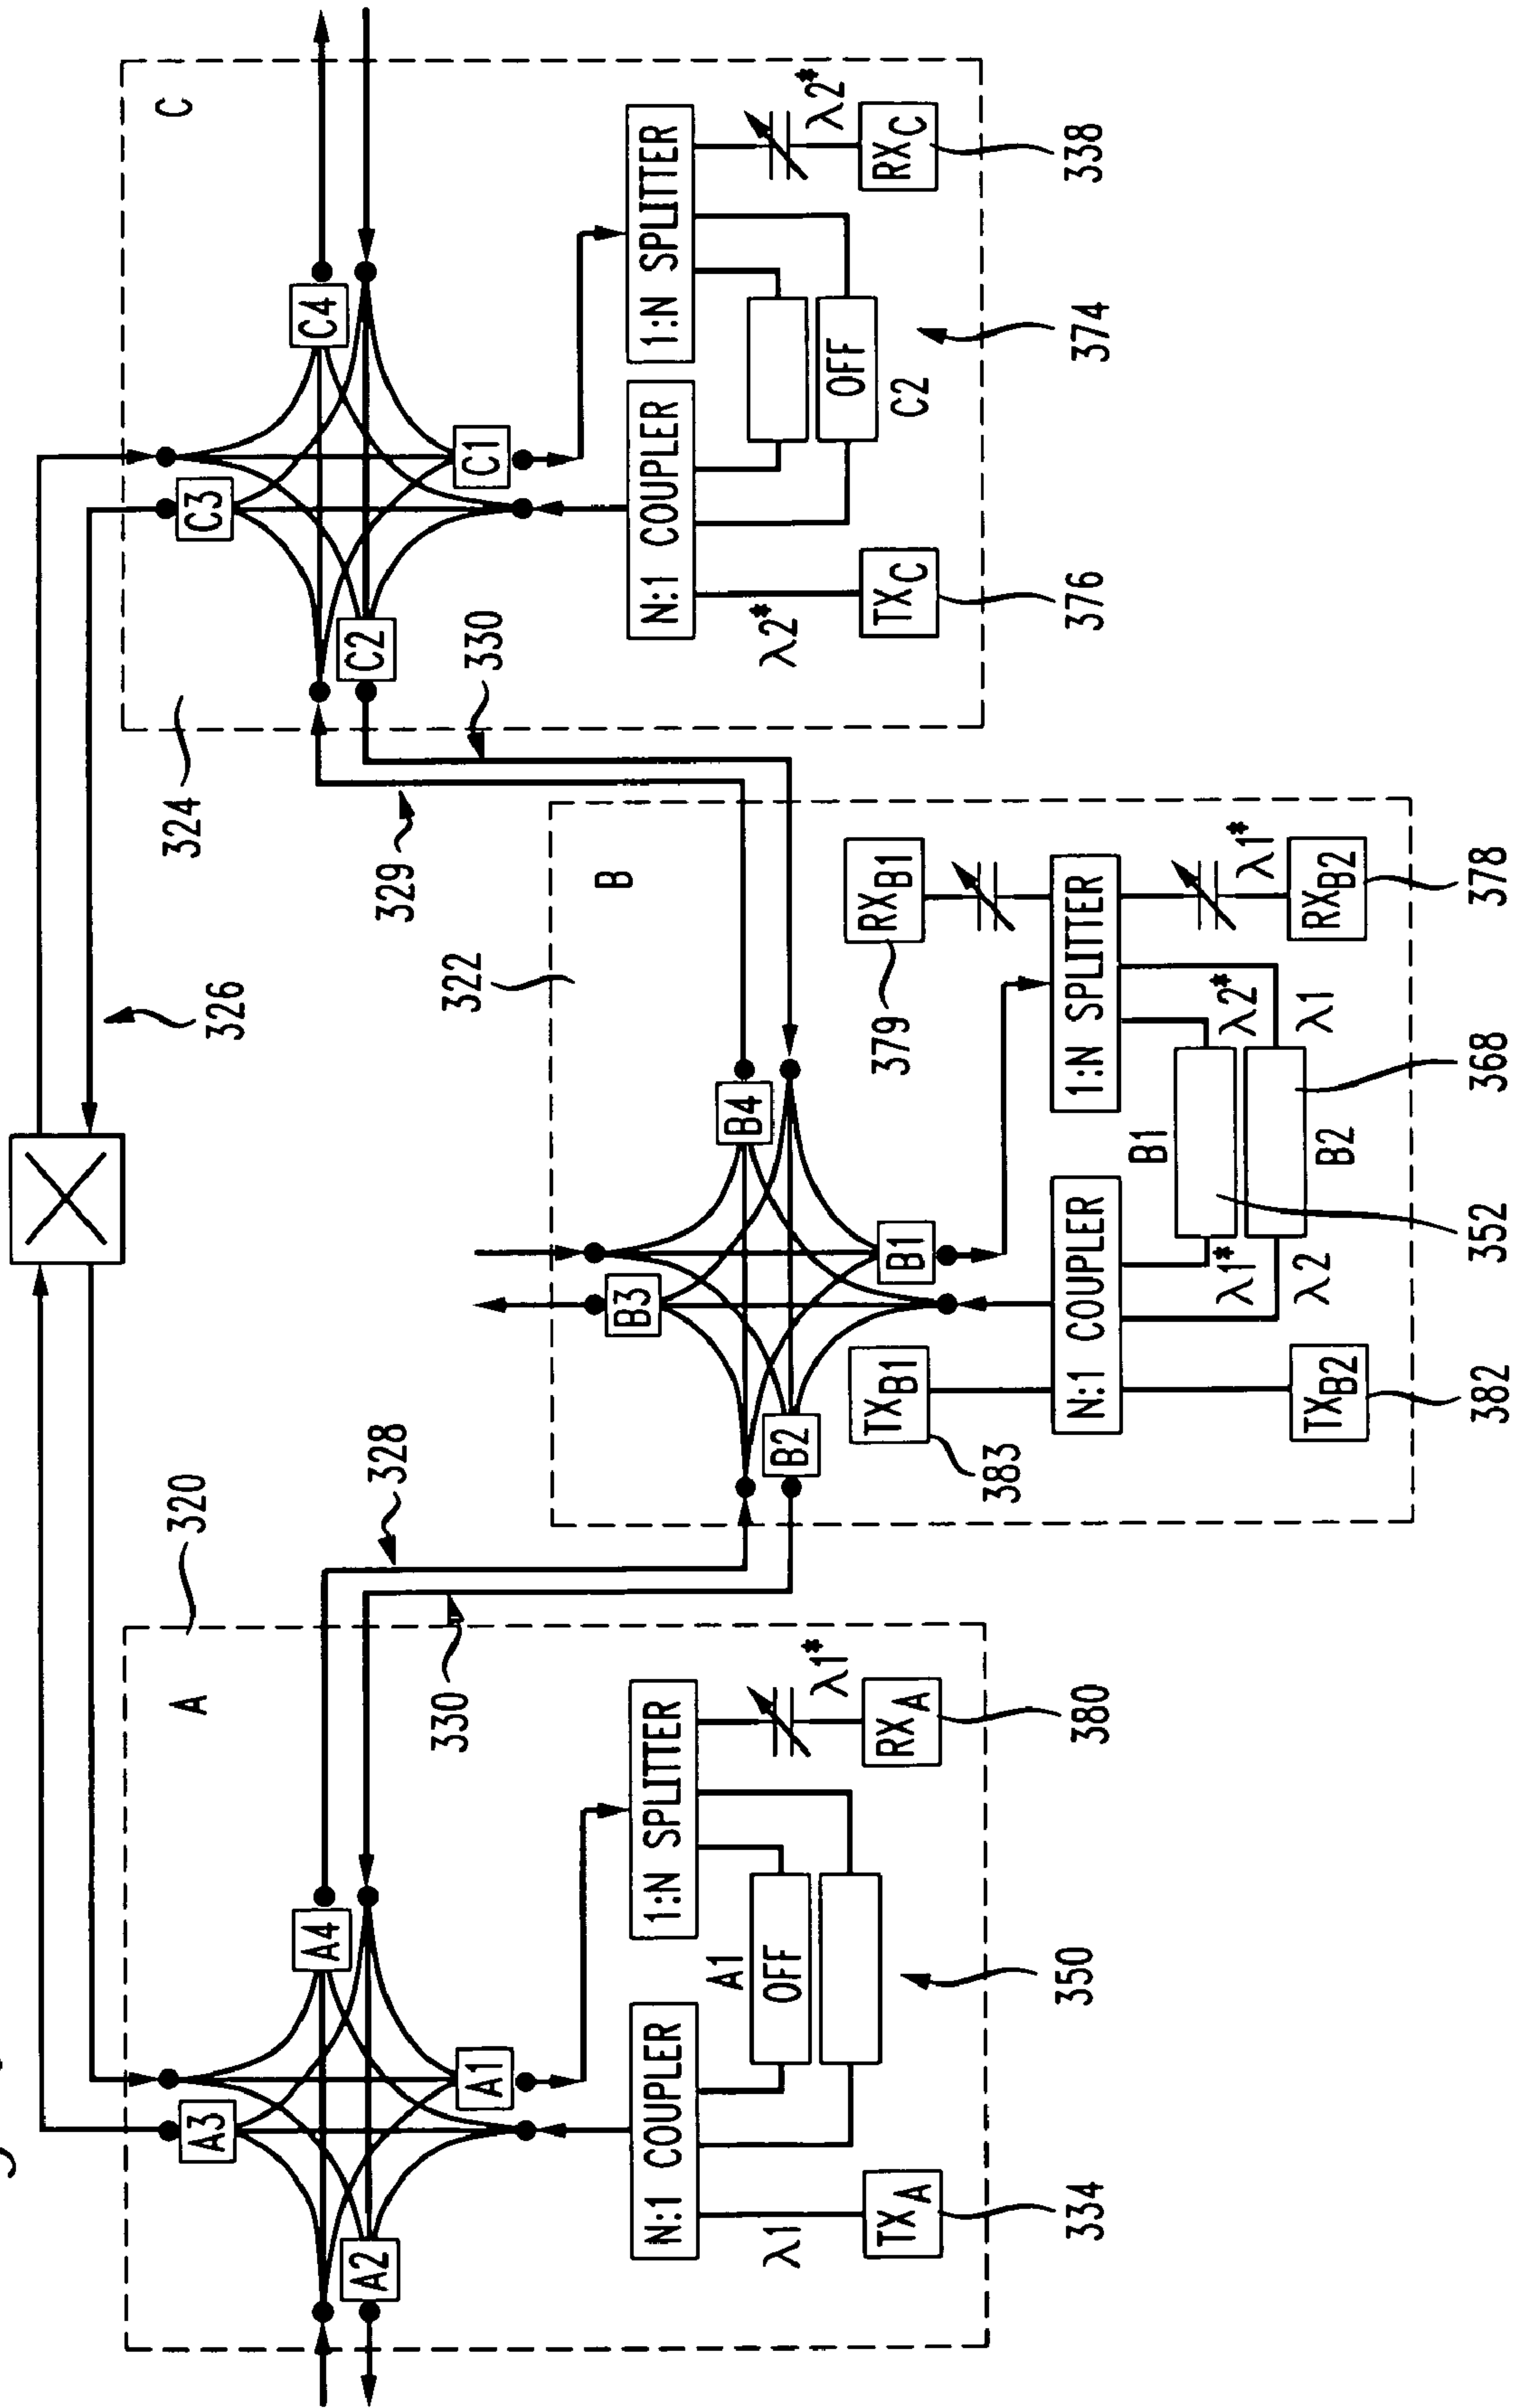 A
320
A3
A4
A2
A1
N:1 COUPLER
1:N SPLITTER
A1
OFF
λ1
λ1*
TXA
RXA
334
350
380
328
330
326
B
322
B3
B4
B2
B1
TXB1
383
RXB1
379
N:1 COUPLER
1:N SPLITTER
λ1*
B1
λ2*
λ2
B2
λ1
λ1*
TXB2
RXB2
382
352
368
378
329
330
C
324
C3
C4
C2
C1
N:1 COUPLER
1:N SPLITTER
OFF
C2
λ2*
λ2*
TXC
RXC
376
374
338